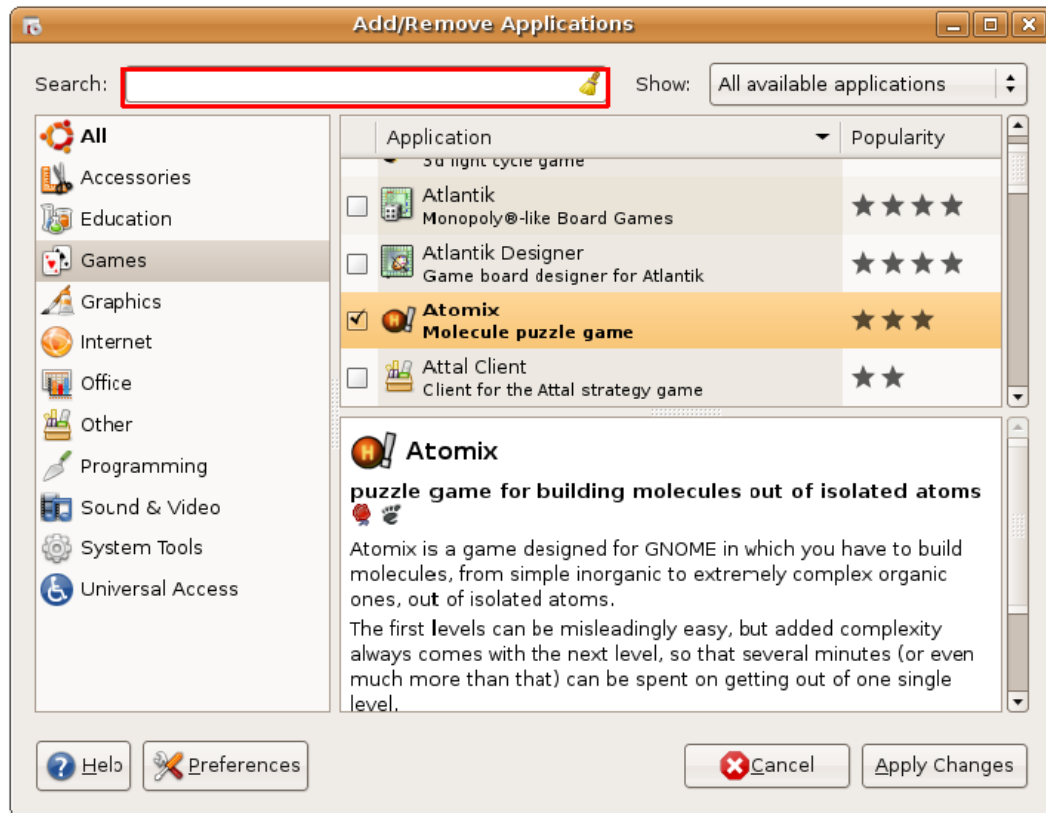 Add/Remove Applications
Search:
Show: All available applications
All
Accessories
Education
Games
Graphics
Internet
Office
Other
Programming
Sound & Video
System Tools
Universal Access
Application Popularity
3d light cycle game
Atlantik
Monopoly®-like Board Games
Atlantik Designer
Game board designer for Atlantik
Atomix
Molecule puzzle game
Attal Client
Client for the Attal strategy game
Atomix
puzzle game for building molecules out of isolated atoms
Atomix is a game designed for GNOME in which you have to build
molecules, from simple inorganic to extremely complex organic
ones, out of isolated atoms.
The first levels can be misleadingly easy, but added complexity
always comes with the next level, so that several minutes (or even
much more than that) can be spent on getting out of one single
level.
Help Preferences Cancel Apply Changes